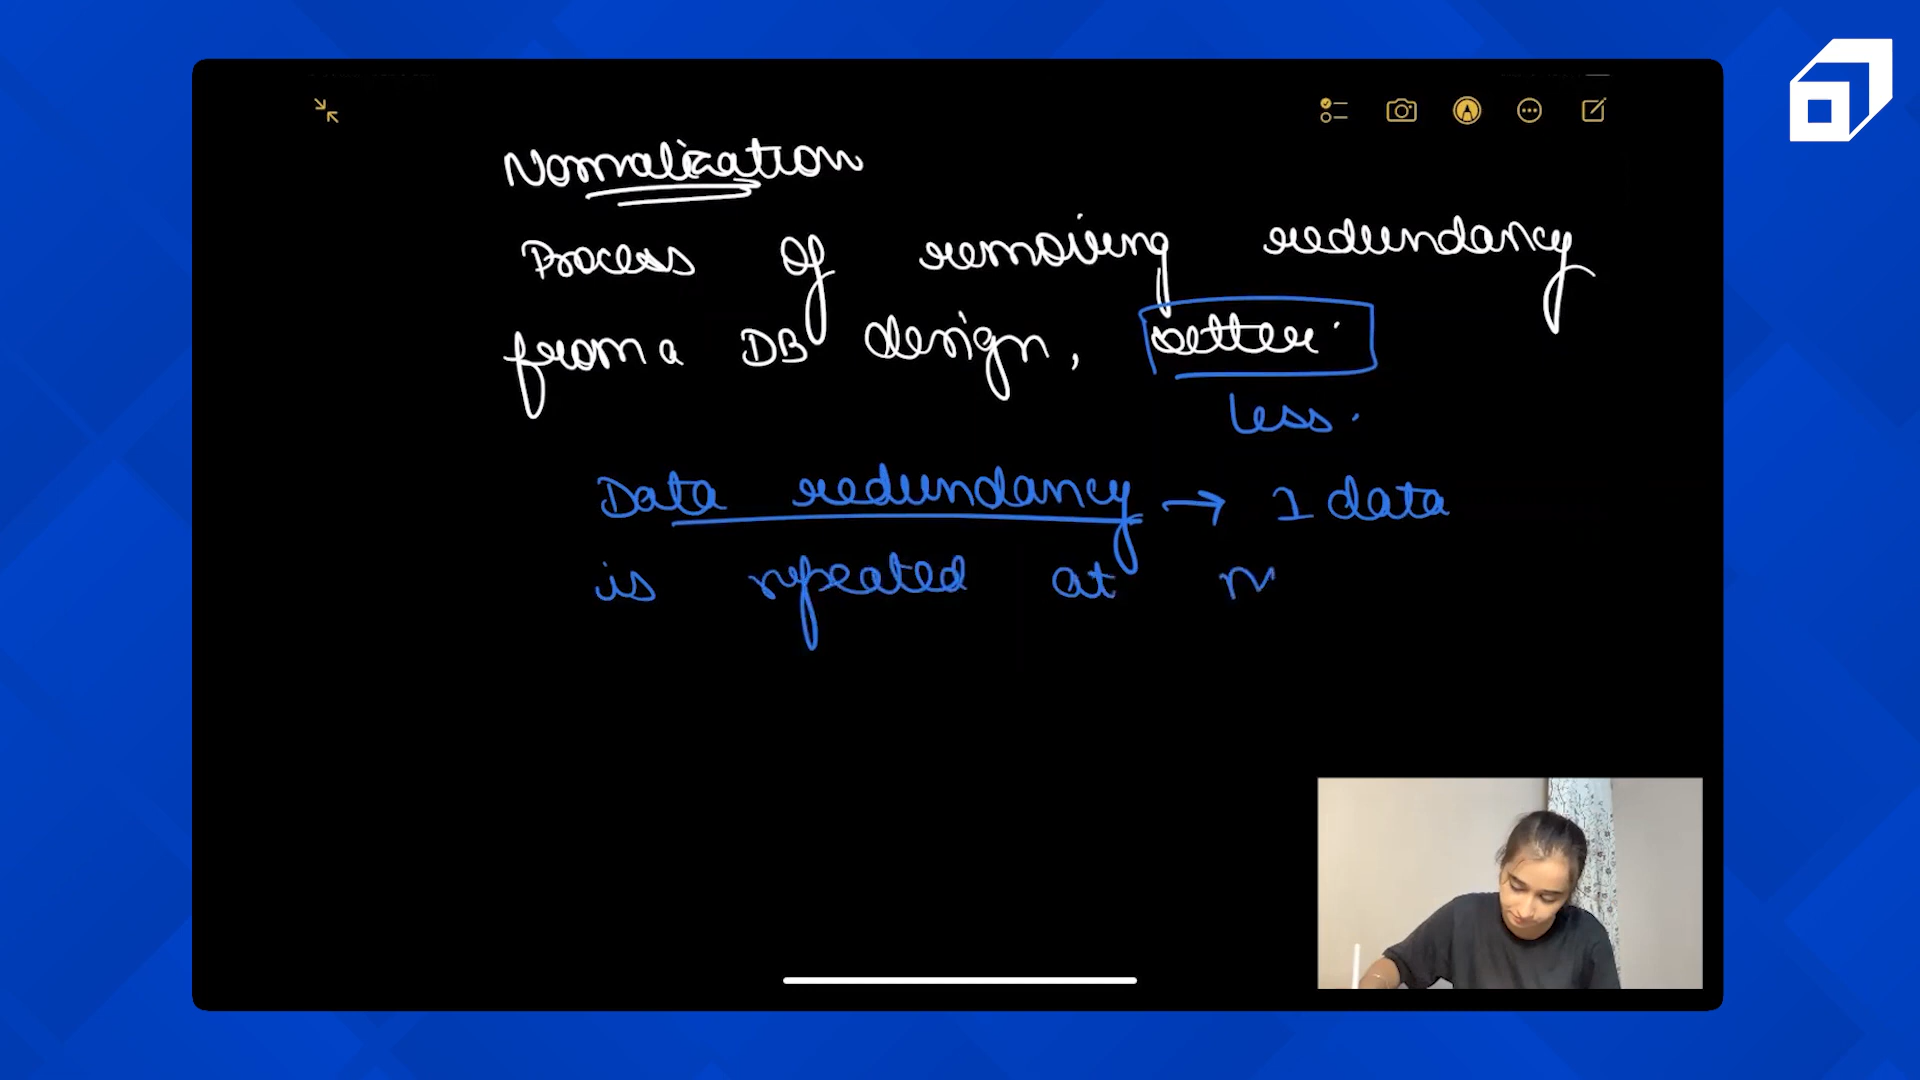 Normalization
Process of removing redundancy
from a DB design, better.
less.
Data redundancy → 1 data
is repeated at